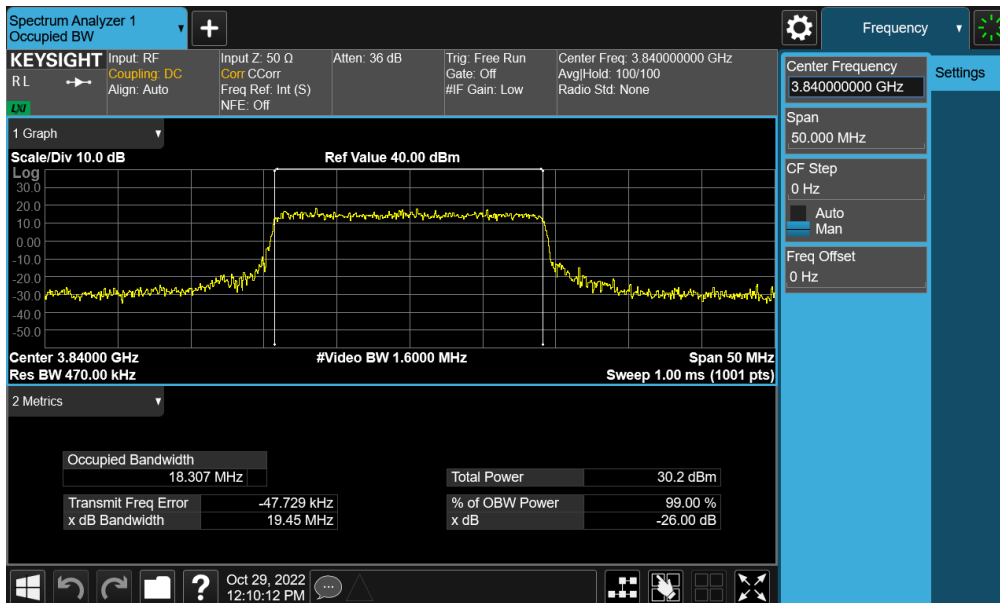 Spectrum Analyzer 1
Occupied BW
Frequency
KEYSIGHT
R L
LXI
Input: RF
Coupling: DC
Align: Auto
Input Z: 50 Ω
Corr CCorr
Freq Ref: Int (S)
NFE: Off
Atten: 36 dB
Trig: Free Run
Gate: Off
#IF Gain: Low
Center Freq: 3.840000000 GHz
Avg|Hold: 100/100
Radio Std: None
Center Frequency
3.840000000 GHz
Settings
Span
50.000 MHz
CF Step
0 Hz
Auto
Man
Freq Offset
0 Hz
1 Graph
Scale/Div 10.0 dB
Ref Value 40.00 dBm
Log
30.0
20.0
10.0
0.00
-10.0
-20.0
-30.0
-40.0
-50.0
Center 3.84000 GHz
#Video BW 1.6000 MHz
Span 50 MHz
Res BW 470.00 kHz
Sweep 1.00 ms (1001 pts)
2 Metrics
Occupied Bandwidth
18.307 MHz
Total Power 30.2 dBm
Transmit Freq Error -47.729 kHz
% of OBW Power 99.00 %
x dB Bandwidth 19.45 MHz
x dB -26.00 dB
?
Oct 29, 2022
12:10:12 PM